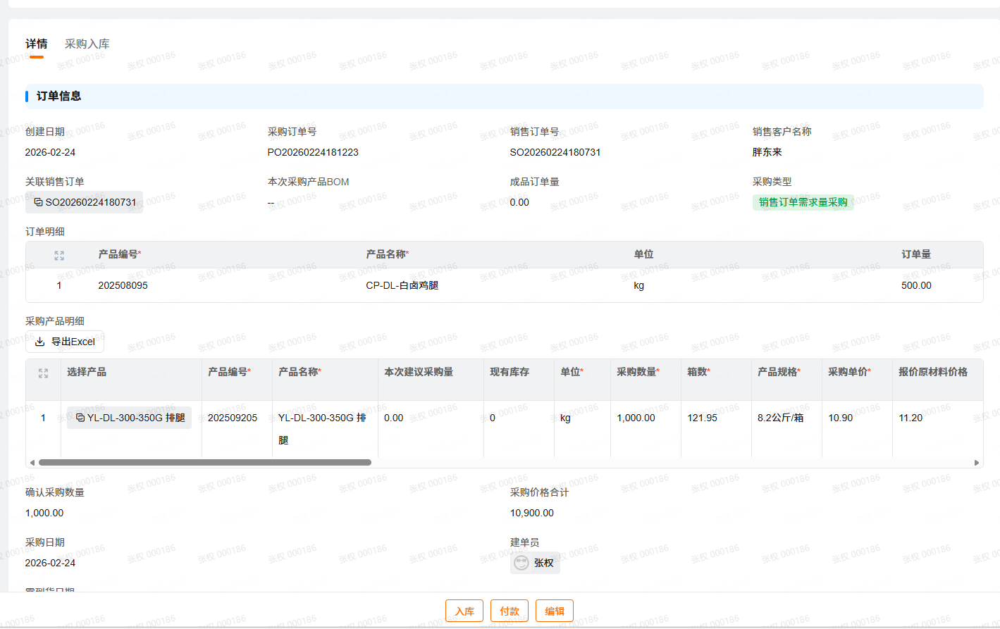 详情 采购入库
订单信息
创建日期 采购订单号 销售订单号 销售客户名称
2026-02-24 PO20260224181223 SO20260224180731 胖东来
关联销售订单 本次采购产品BOM 成品订单量 采购类型
SO20260224180731 -- 0.00 销售订单需求量采购
订单明细
产品编号* 产品名称* 单位 订单量
1 202508095 CP-DL-白卤鸡腿 kg 500.00
采购产品明细
导出Excel
选择产品 产品编号* 产品名称* 本次建议采购量 现有库存 单位* 采购数量* 箱数* 产品规格* 采购单价* 报价原材料价格
1 YL-DL-300-350G 排腿 202509205 YL-DL-300-350G 排 0.00 0 kg 1,000.00 121.95 8.2公斤/箱 10.90 11.20
腿
确认采购数量 采购价格合计
1,000.00 10,900.00
采购日期 建单员
2026-02-24 张权
需到货日期
入库 付款 编辑
张权 000186